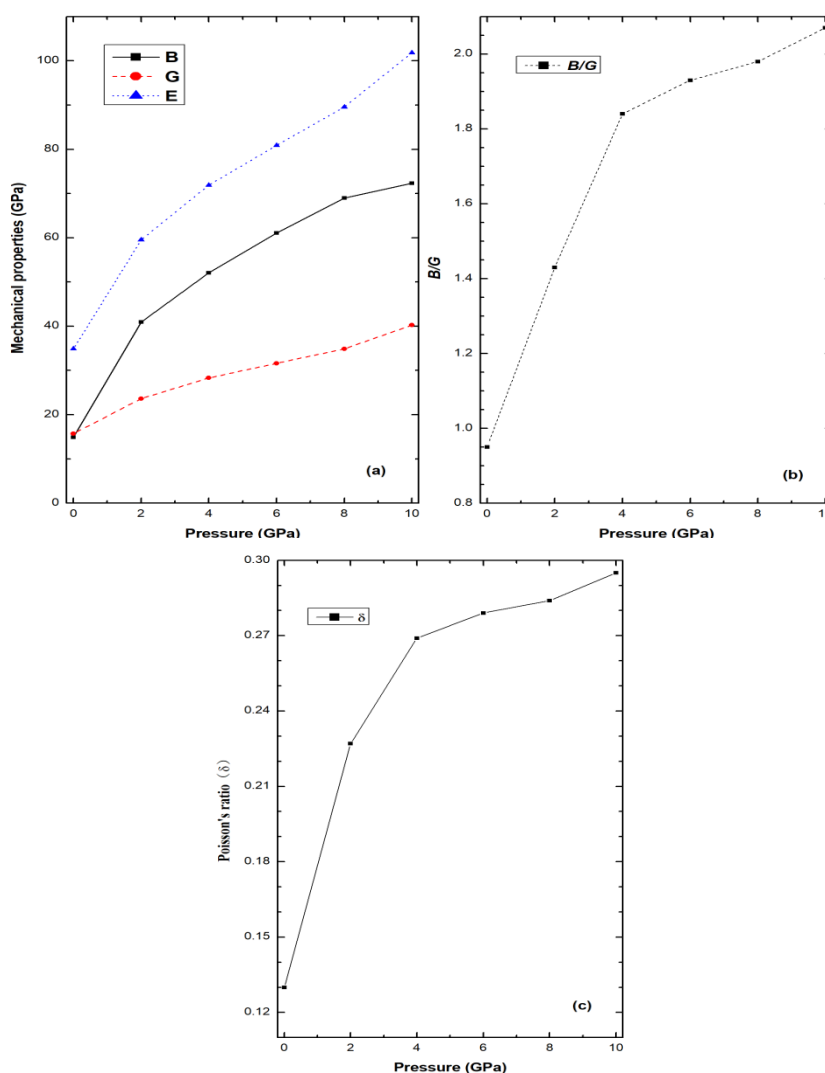 100
80
60
40
20
0
Mechanical properties (GPa)
B
G
E
(a)
0 2 4 6 8 10
Pressure (GPa)
2.0
1.8
1.6
1.4
1.2
1.0
0.8
B/G
B/G
(b)
0 2 4 6 8 1
Pressure (GPa)
0.30
0.27
0.24
0.21
0.18
0.15
0.12
Poisson's ratio (δ)
δ
(c)
0 2 4 6 8 10
Pressure (GPa)